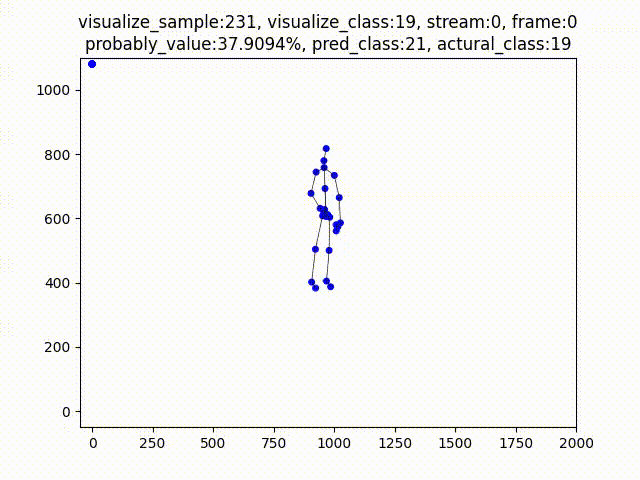 visualize_sample:231, visualize_class:19, stream:0, frame:0
probably_value:37.9094%, pred_class:21, actural_class:19
1000
800
600
400
200
0
0 250 500 750 1000 1250 1500 1750 2000